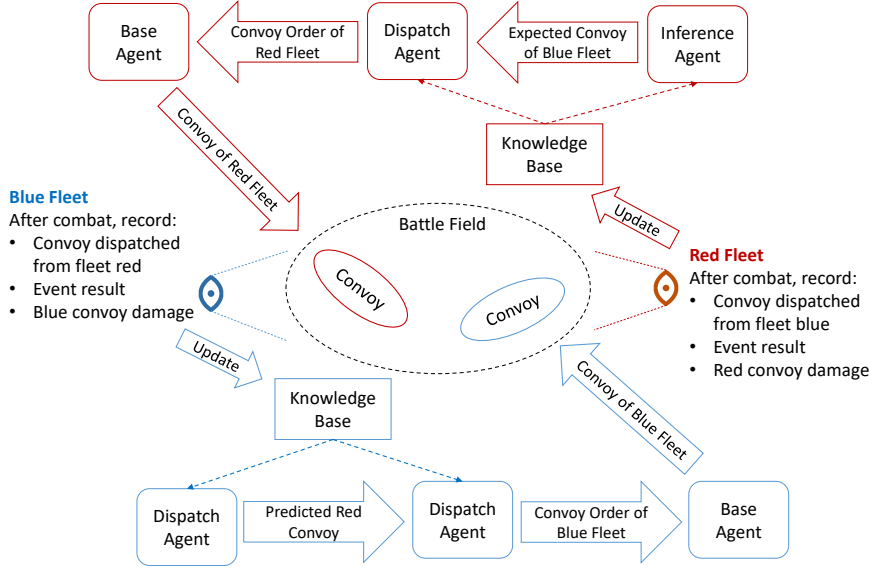 Base
Agent
Convoy Order of
Red Fleet
Dispatch
Agent
Expected Convoy
of Blue Fleet
Inference
Agent
Convoy of Red Fleet
Knowledge
Base
Update
Blue Fleet
After combat, record:
• Convoy dispatched
from fleet red
• Event result
• Blue convoy damage
Battle Field
Convoy
Convoy
Red Fleet
After combat, record:
• Convoy dispatched
from fleet blue
• Event result
• Red convoy damage
Update
Knowledge
Base
Convoy of Blue Fleet
Dispatch
Agent
Predicted Red
Convoy
Dispatch
Agent
Convoy Order of
Blue Fleet
Base
Agent